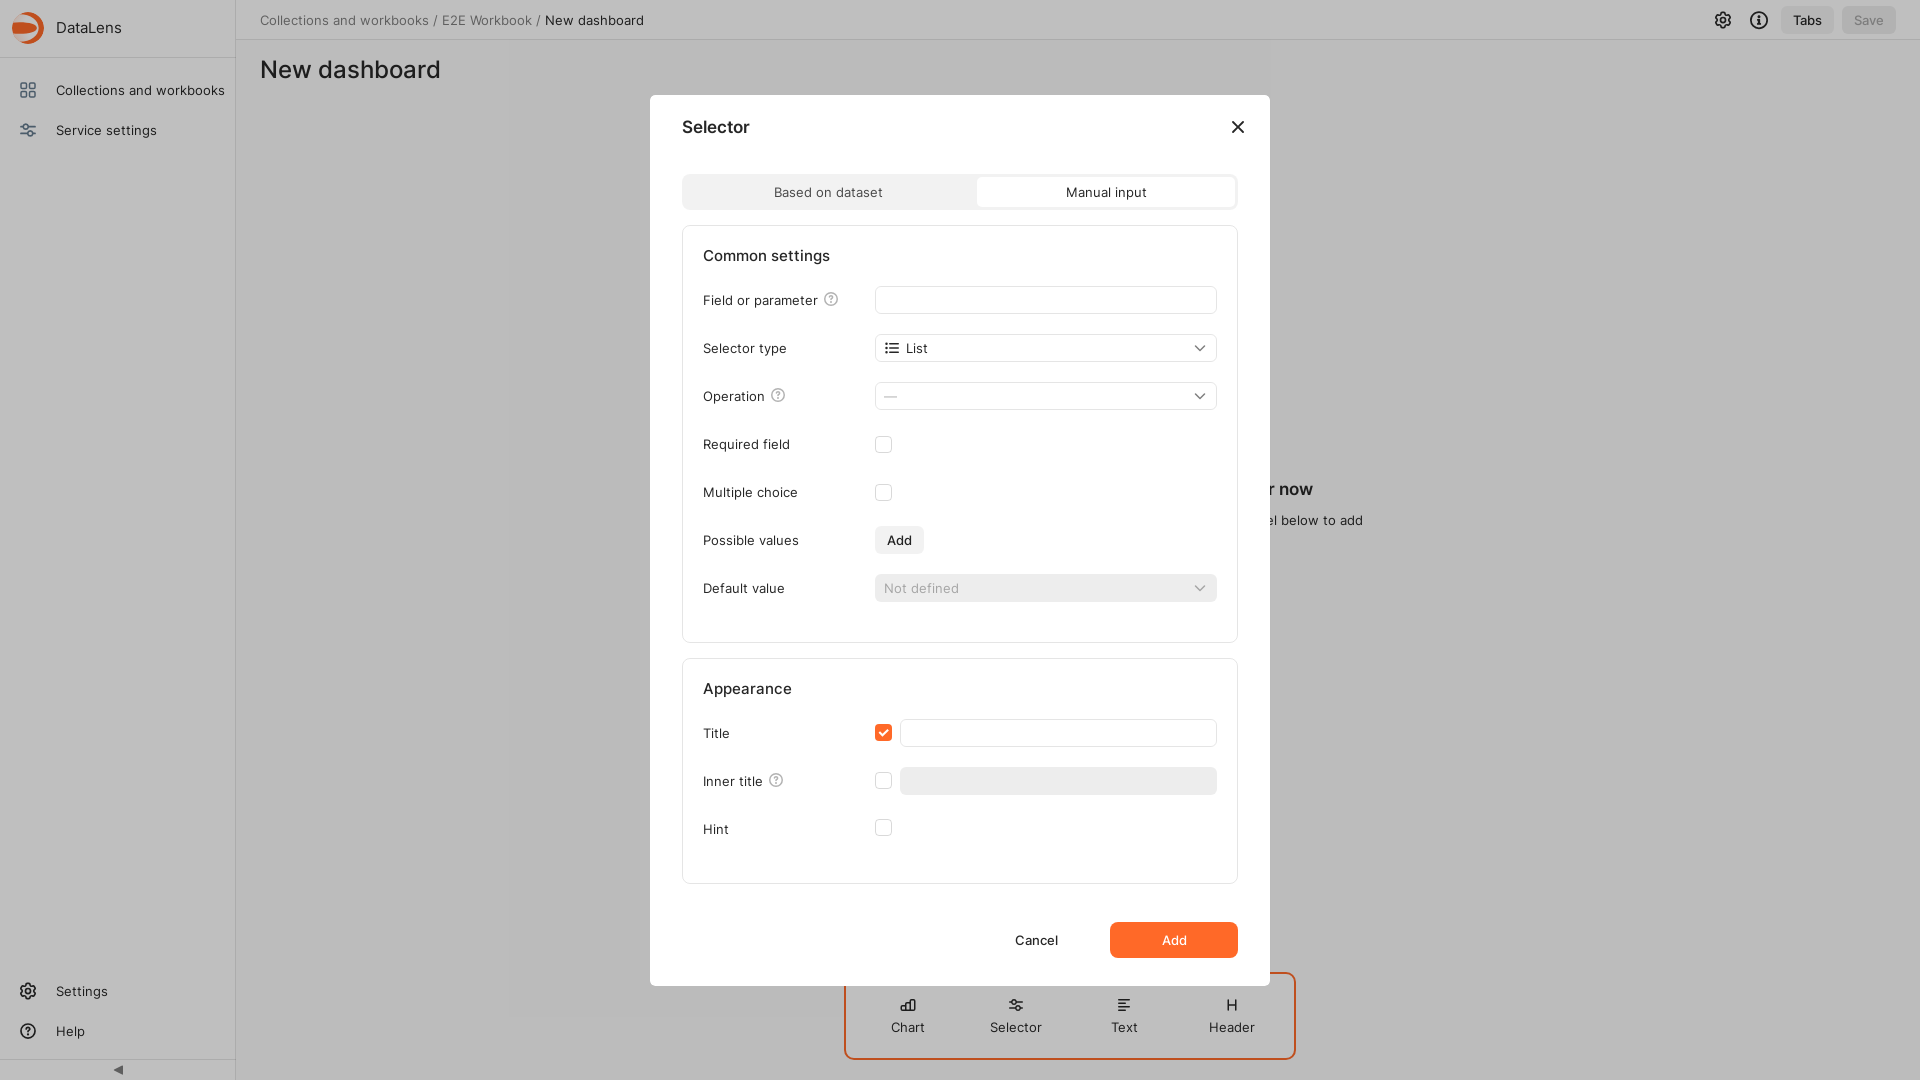 DataLens
Collections and workbooks / E2E Workbook / New dashboard
Tabs
Save
Collections and workbooks
Service settings
New dashboard
Selector
Based on dataset
Manual input
Common settings
Field or parameter
Selector type
List
Operation
—
Required field
Multiple choice
Possible values
Add
Default value
Not defined
r now
el below to add
Appearance
Title
Inner title
Hint
Cancel
Add
Chart
Selector
Text
Header
Settings
Help